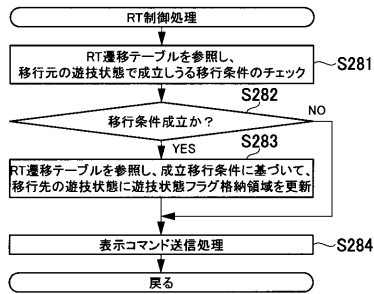 RT制御処理
RT遷移テーブルを参照し、
移行元の遊技状態で成立しうる移行条件のチェック
S281
S282
移行条件成立か?
NO
YES
S283
RT遷移テーブルを参照し、成立移行条件に基づいて、
移行先の遊技状態に遊技状態フラグ格納領域を更新
表示コマンド送信処理
S284
戻る